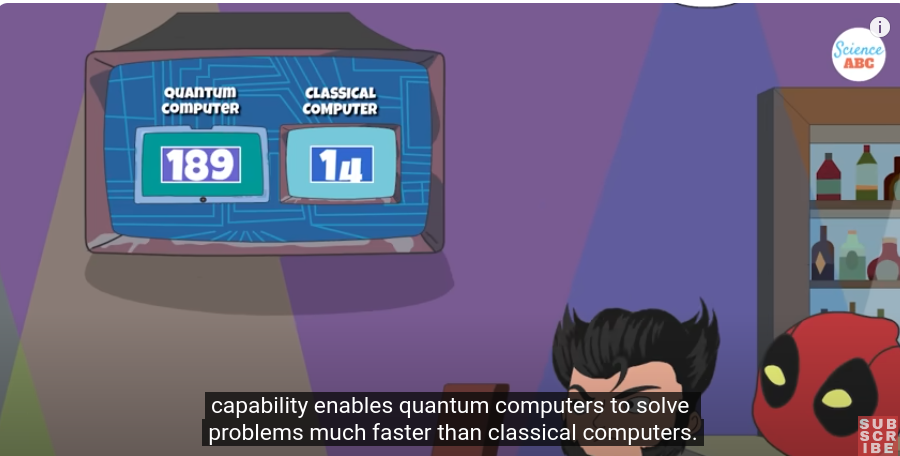 Science
ABC
QUANTUM
COMPUTER
CLASSICAL
COMPUTER
189
14
capability enables quantum computers to solve
problems much faster than classical computers.
SUB
SCR
IBE